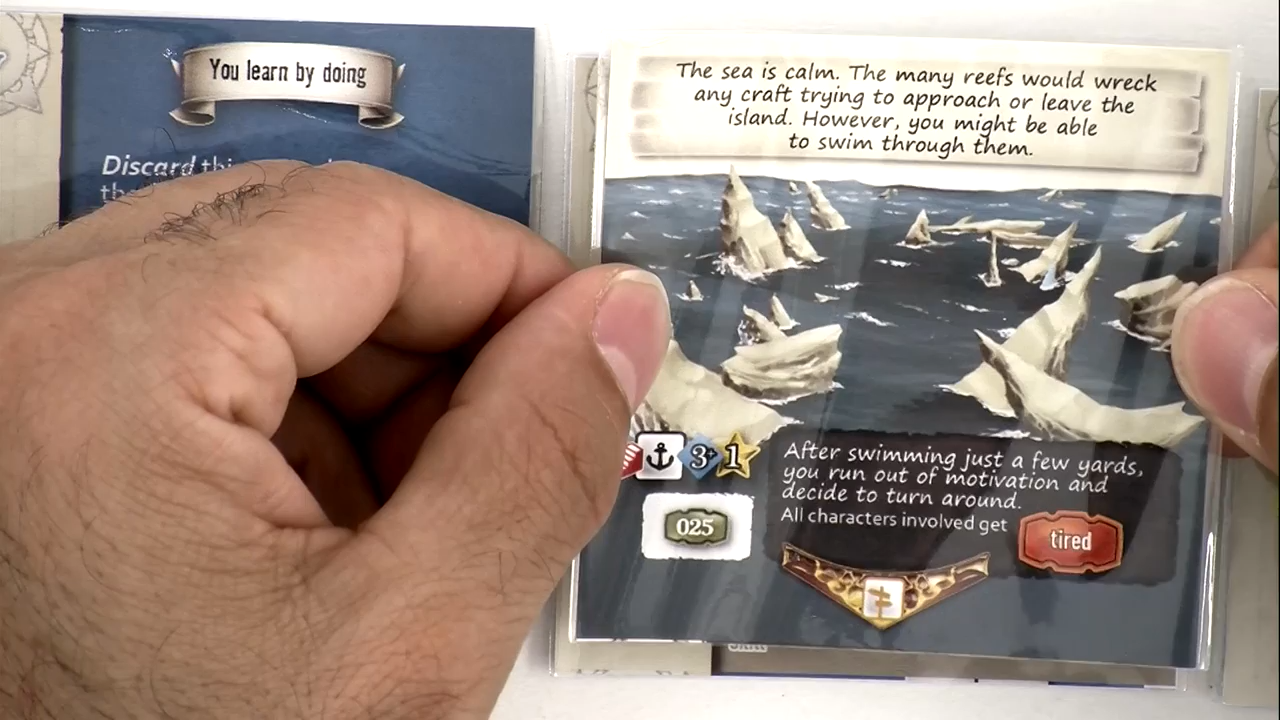 You learn by doing
Discard thi
the
The sea is calm. The many reefs would wreck
any craft trying to approach or leave the
island. However, you might be able
to swim through them.
3+ 1
025
After swimming just a few yards,
you run out of motivation and
decide to turn around.
All characters involved get
tired